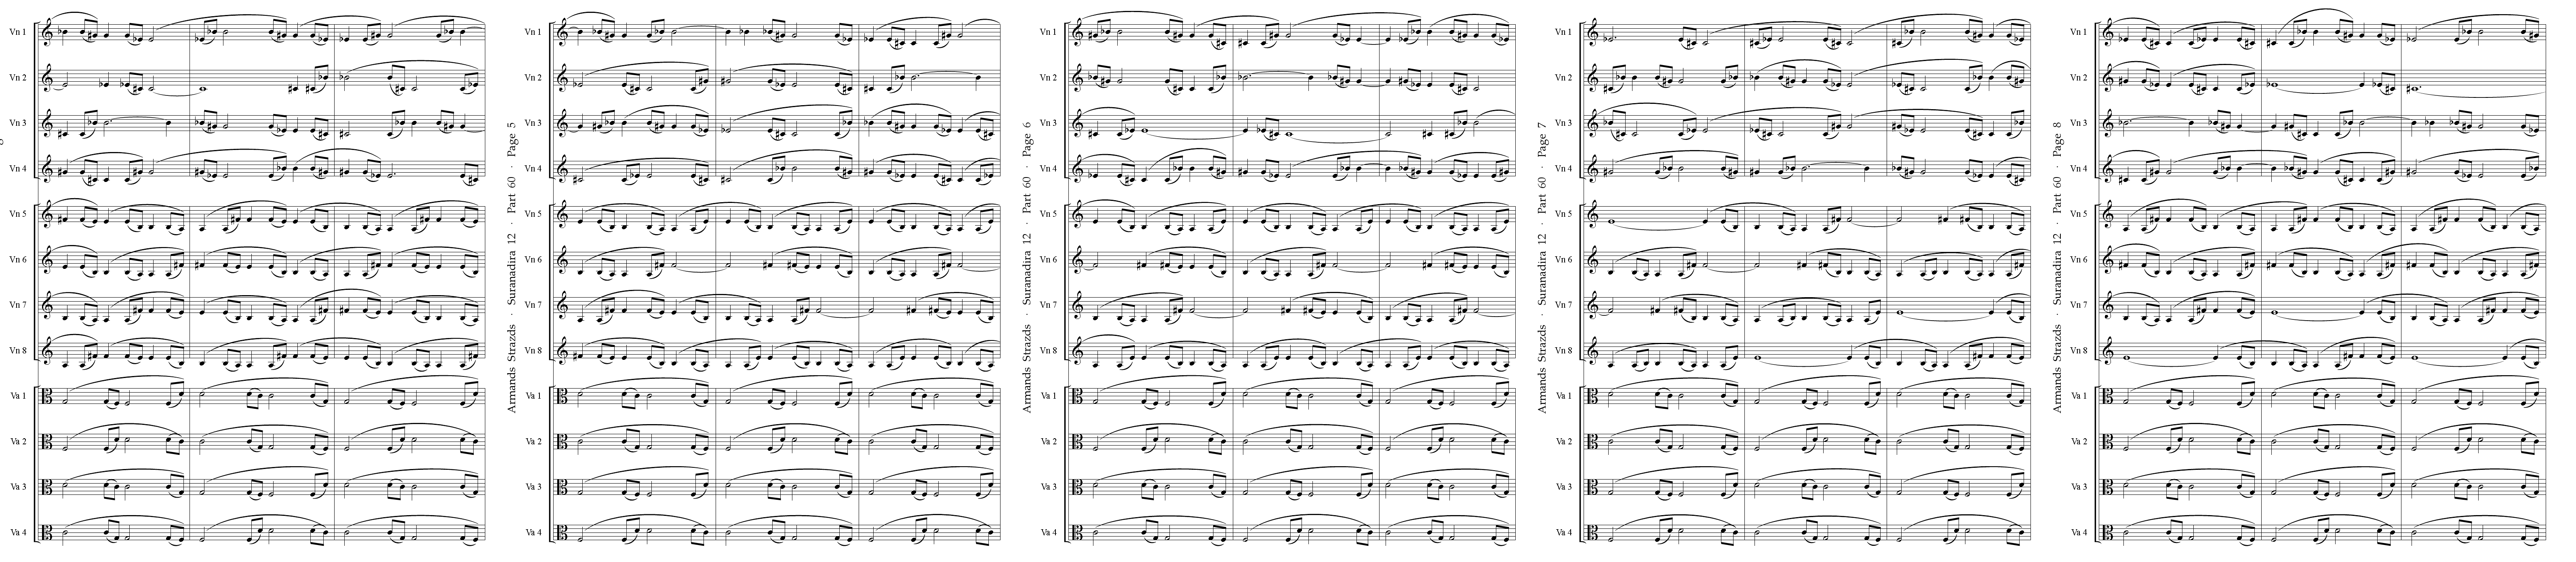 Vn 1
Vn 2
Vn 3
Vn 4
Vn 5
Vn 6
Vn 7
Vn 8
Va 1
Va 2
Va 3
Va 4
Armands Strazds · Suranadira 12 · Part 60 · Page 5
Vn 1
Vn 2
Vn 3
Vn 4
Vn 5
Vn 6
Vn 7
Vn 8
Va 1
Va 2
Va 3
Va 4
Armands Strazds · Suranadira 12 · Part 60 · Page 6
Vn 1
Vn 2
Vn 3
Vn 4
Vn 5
Vn 6
Vn 7
Vn 8
Va 1
Va 2
Va 3
Va 4
Armands Strazds · Suranadira 12 · Part 60 · Page 7
Vn 1
Vn 2
Vn 3
Vn 4
Vn 5
Vn 6
Vn 7
Vn 8
Va 1
Va 2
Va 3
Va 4
Armands Strazds · Suranadira 12 · Part 60 · Page 8
Vn 1
Vn 2
Vn 3
Vn 4
Vn 5
Vn 6
Vn 7
Vn 8
Va 1
Va 2
Va 3
Va 4